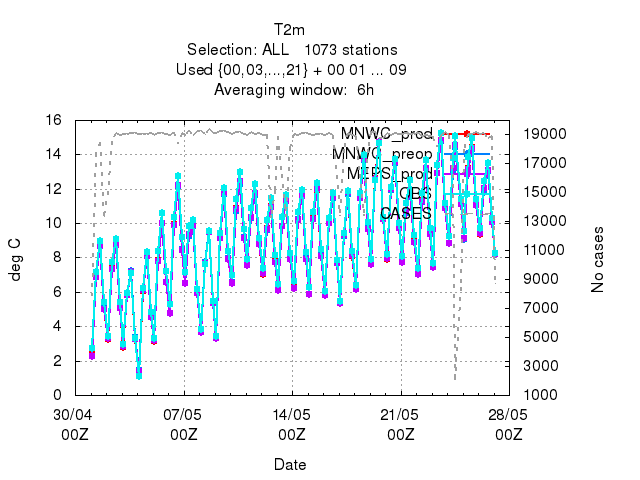 T2m
Selection: ALL   1073 stations
Used {00,03,...,21} + 00 01 ... 09
Averaging window:  6h
deg C
16
14
12
10
8
6
4
2
0
MNWC_prod
MNWC_preop
MEPS_prod
OBS
CASES
19000
17000
15000
13000
11000
9000
7000
5000
3000
1000
No cases
30/04
00Z
07/05
00Z
14/05
00Z
21/05
00Z
28/05
00Z
Date